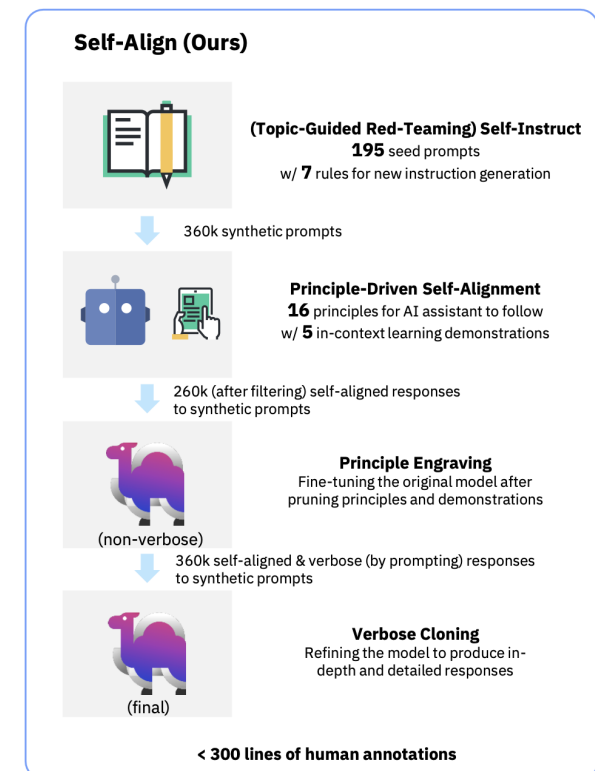 Self-Align (Ours)
(Topic-Guided Red-Teaming) Self-Instruct
195 seed prompts
w/ 7 rules for new instruction generation
360k synthetic prompts
Principle-Driven Self-Alignment
16 principles for AI assistant to follow
w/ 5 in-context learning demonstrations
260k (after filtering) self-aligned responses
to synthetic prompts
Principle Engraving
Fine-tuning the original model after
pruning principles and demonstrations
(non-verbose)
360k self-aligned & verbose (by prompting) responses
to synthetic prompts
Verbose Cloning
Refining the model to produce in-
depth and detailed responses
(final)
< 300 lines of human annotations